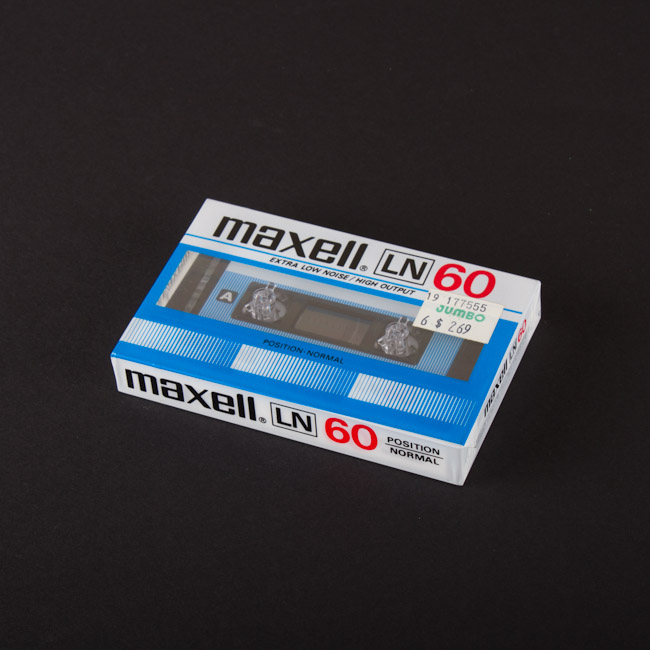 maxell® LN 60
EXTRA LOW NOISE / HIGH OUTPUT
19 177555
JUMBO
6 $ 269
A
POSITION·NORMAL
maxell® LN 60 POSITION
NORMAL
maxell LN 60